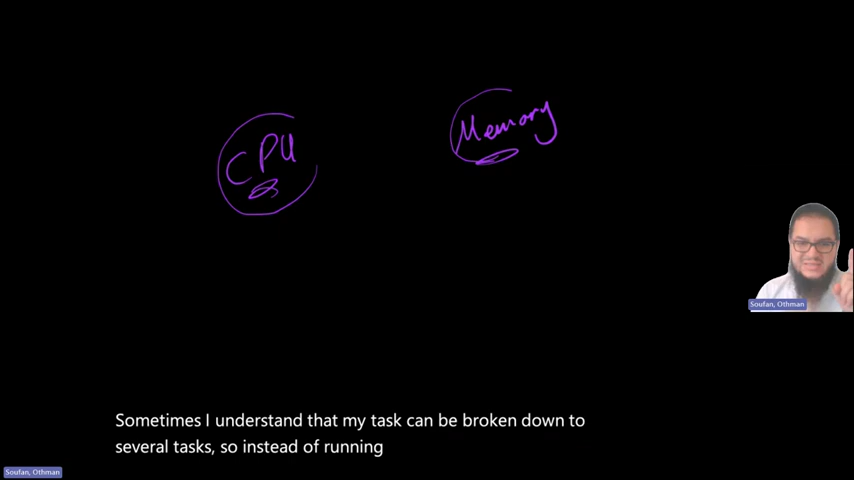 CPU
Memory
Soufan, Othman
Sometimes I understand that my task can be broken down to
several tasks, so instead of running
Soufan, Othman